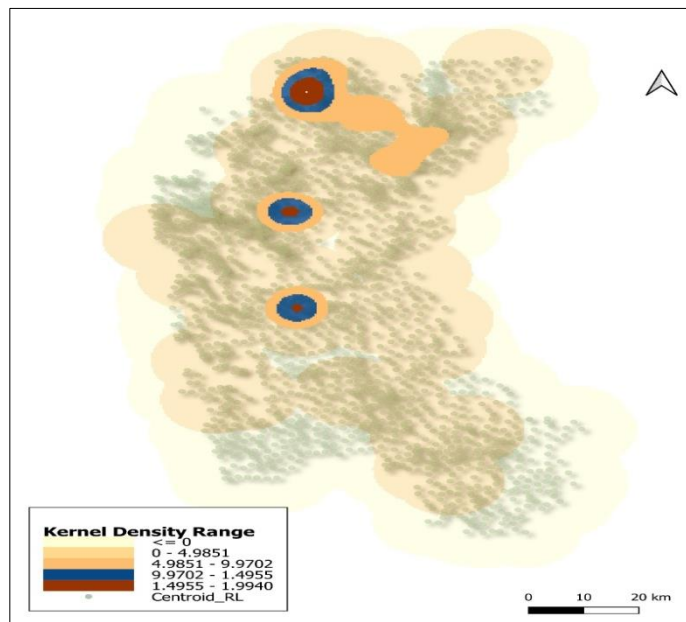 Kernel Density Range
<= 0
0 - 4.9851
4.9851 - 9.9702
9.9702 - 1.4955
1.4955 - 1.9940
Centroid_RL
0 10 20 km